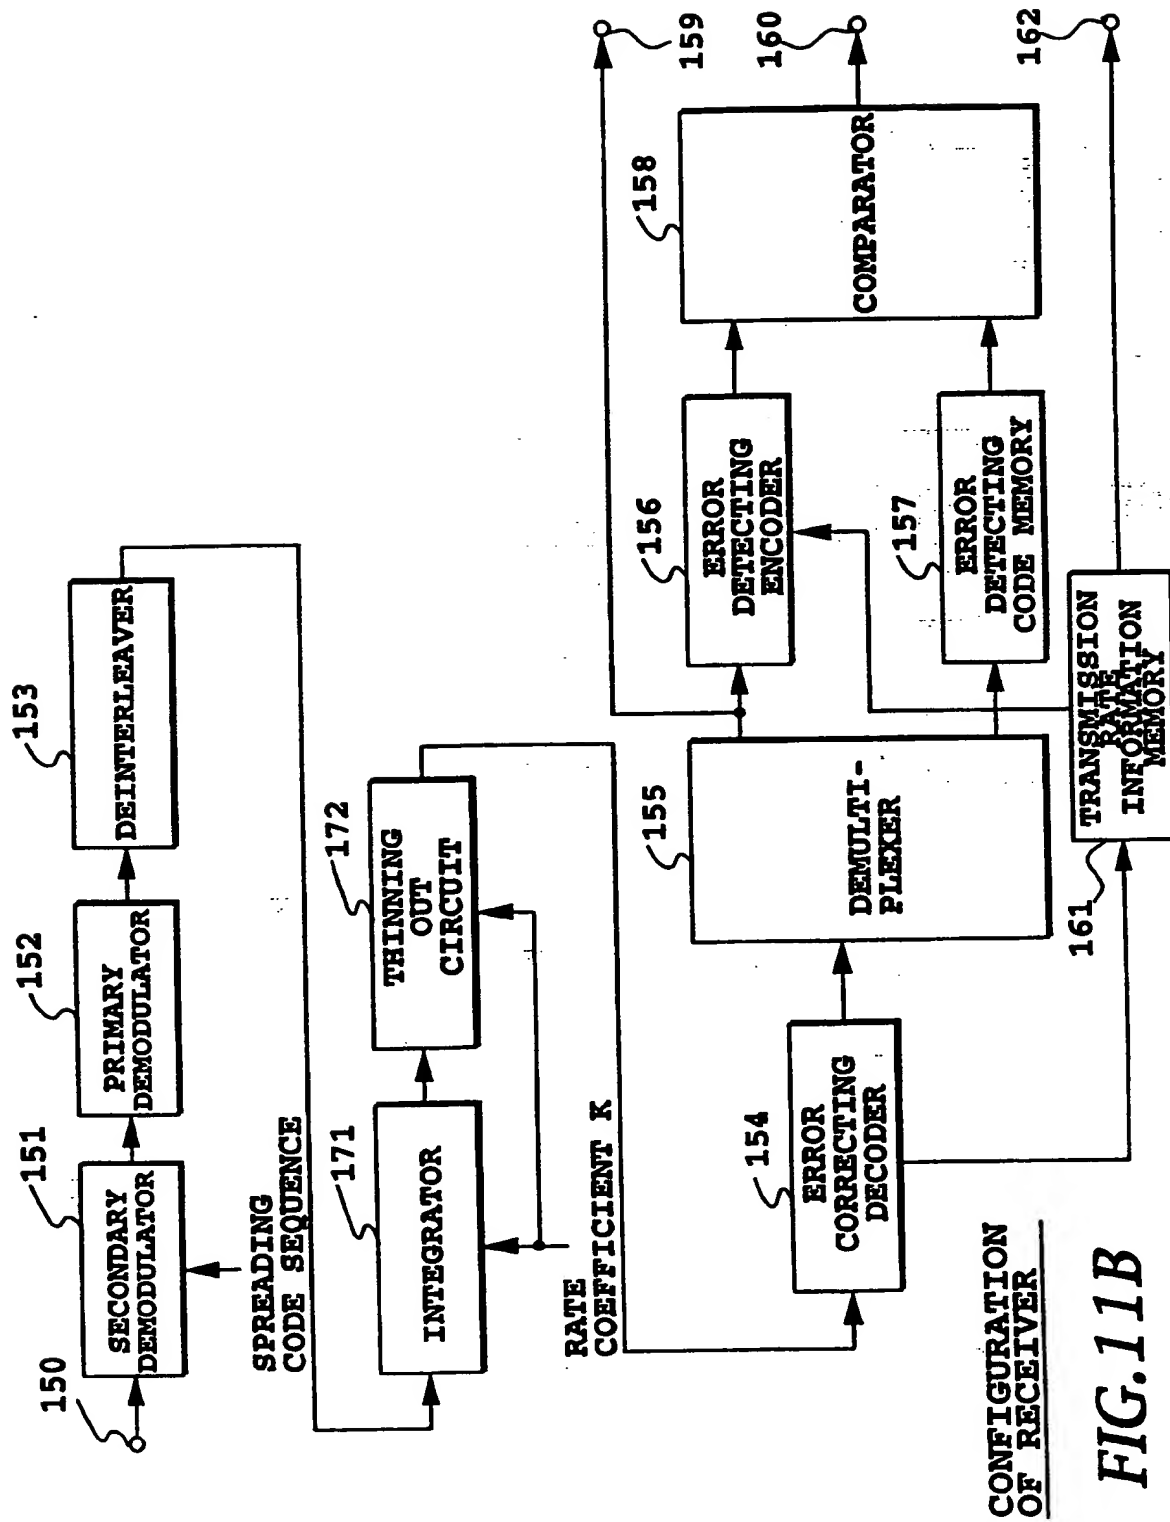 150
151
SECONDARY
DEMODULATOR
SPREADING
CODE SEQUENCE
152
PRIMARY
DEMODULATOR
153
DEINTERLEAVER
171
INTEGRATOR
RATE
COEFFICIENT K
172
THINNING
OUT
CIRCUIT
154
ERROR
CORRECTING
DECODER
155
DEMULTI-
PLEXER
156
ERROR
DETECTING
ENCODER
157
ERROR
DETECTING
CODE MEMORY
158
COMPARATOR
159
160
161
TRANSMISSION
RATE
INFORMATION
MEMORY
162
CONFIGURATION
OF RECEIVER
FIG.11B